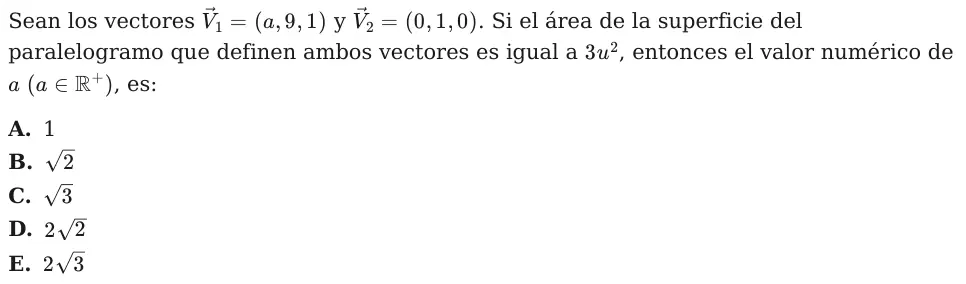 Sean los vectores $\vec{V}_1 = (a, 9, 1)$ y $\vec{V}_2 = (0, 1, 0)$. Si el área de la superficie del
paralelogramo que definen ambos vectores es igual a $3u^2$, entonces el valor numérico de
$a$ $(a \in \mathbb{R}^+)$, es:
A. 1
B. $\sqrt{2}$
C. $\sqrt{3}$
D. $2\sqrt{2}$
E. $2\sqrt{3}$